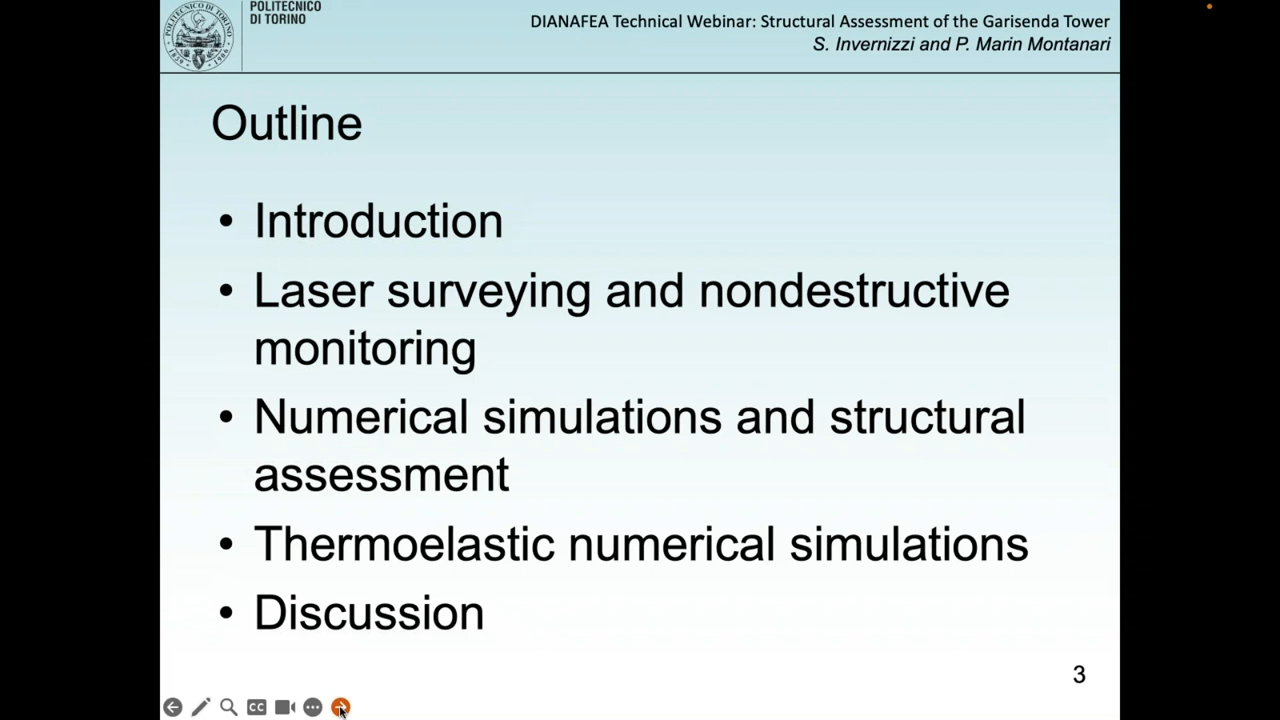 POLITECNICO
DI TORINO
DIANAFEA Technical Webinar: Structural Assessment of the Garisenda Tower
S. Invernizzi and P. Marin Montanari
Outline
• Introduction
• Laser surveying and nondestructive
monitoring
• Numerical simulations and structural
assessment
• Thermoelastic numerical simulations
• Discussion
3
CC